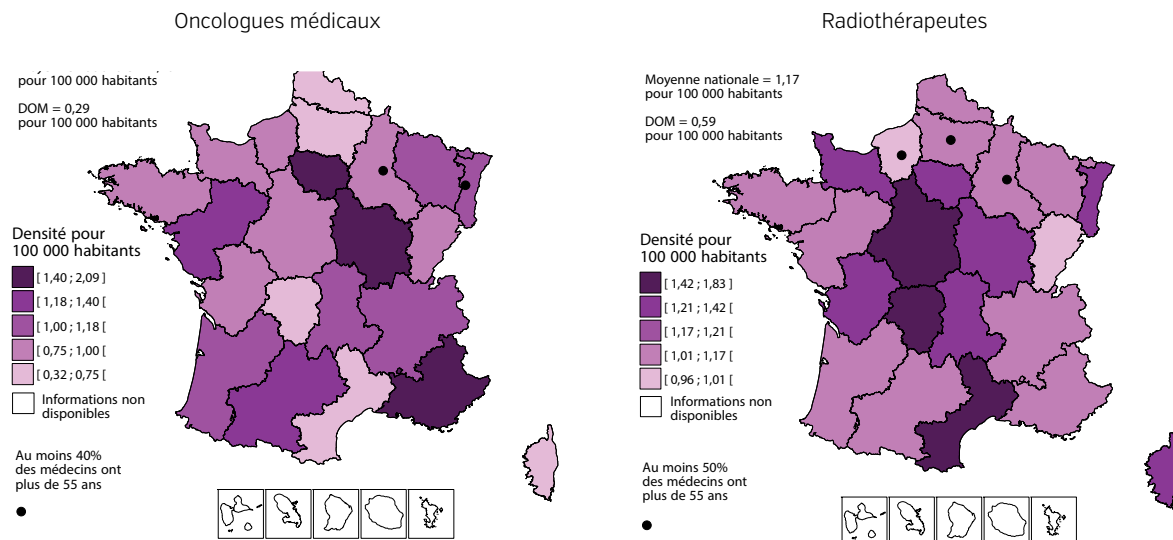 Oncologues médicaux
pour 100 000 habitants
DOM = 0,29
pour 100 000 habitants
Densité pour
100 000 habitants
[ 1,40 ; 2,09 ]
[ 1,18 ; 1,40 [
[ 1,00 ; 1,18 [
[ 0,75 ; 1,00 [
[ 0,32 ; 0,75 [
Informations non
disponibles
Au moins 40%
des médecins ont
plus de 55 ans
Radiothérapeutes
Moyenne nationale = 1,17
pour 100 000 habitants
DOM = 0,59
pour 100 000 habitants
Densité pour
100 000 habitants
[ 1,42 ; 1,83 ]
[ 1,21 ; 1,42 [
[ 1,17 ; 1,21 [
[ 1,01 ; 1,17 [
[ 0,96 ; 1,01 [
Informations non
disponibles
Au moins 50%
des médecins ont
plus de 55 ans